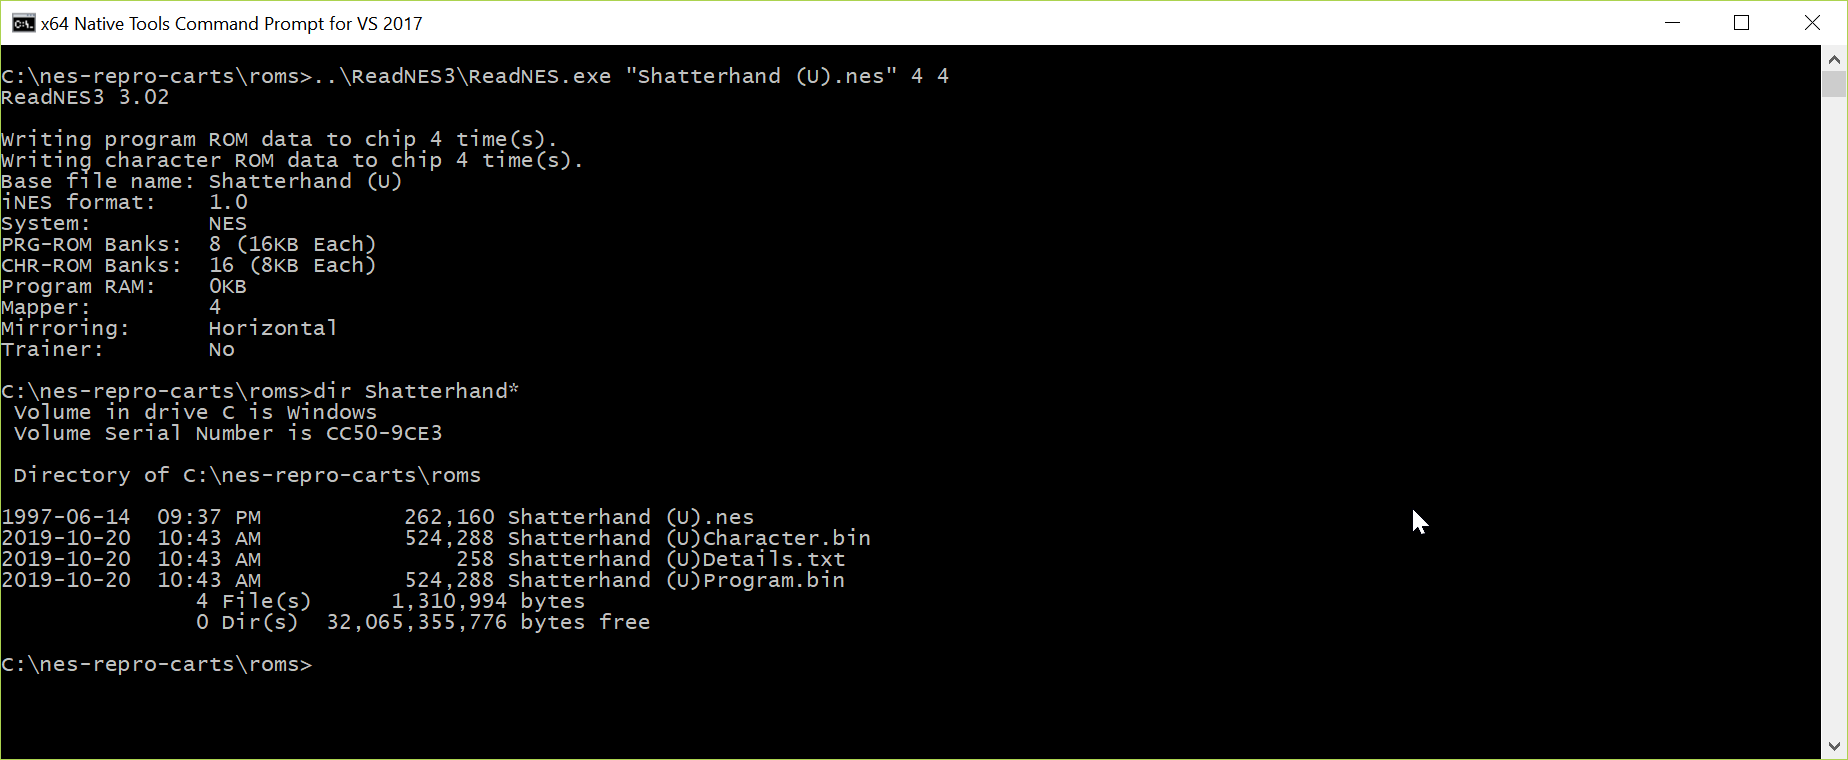 x64 Native Tools Command Prompt for VS 2017
C:\nes-repro-carts\roms>..\ReadNES3\ReadNES.exe "Shatterhand (U).nes" 4 4
ReadNES3 3.02
Writing program ROM data to chip 4 time(s).
Writing character ROM data to chip 4 time(s).
Base file name: Shatterhand (U)
iNES format:    1.0
System:         NES
PRG-ROM Banks:  8 (16KB Each)
CHR-ROM Banks:  16 (8KB Each)
Program RAM:    0KB
Mapper:         4
Mirroring:      Horizontal
Trainer:        No
C:\nes-repro-carts\roms>dir Shatterhand*
 Volume in drive C is Windows
 Volume Serial Number is CC50-9CE3
 Directory of C:\nes-repro-carts\roms
1997-06-14  09:37 PM           262,160 Shatterhand (U).nes
2019-10-20  10:43 AM           524,288 Shatterhand (U)Character.bin
2019-10-20  10:43 AM               258 Shatterhand (U)Details.txt
2019-10-20  10:43 AM           524,288 Shatterhand (U)Program.bin
               4 File(s)      1,310,994 bytes
               0 Dir(s)  32,065,355,776 bytes free
C:\nes-repro-carts\roms>